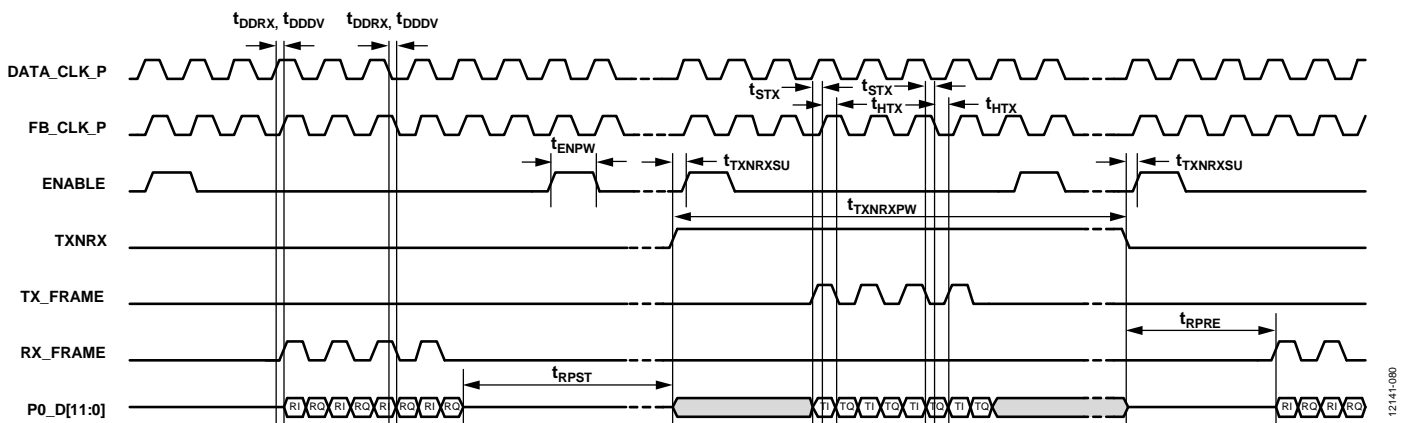 tDDRX, tDDDV tDDRX, tDDDV
DATA_CLK_P
tSTX tSTX
tHTX tHTX
FB_CLK_P
tENPW
tTXNRXSU tTXNRXSU
ENABLE
tTXNRXPW
TXNRX
TX_FRAME
tRPRE
RX_FRAME
tRPST
P0_D[11:0] RI RQ RI RQ RI RQ RI RQ TI TQ TI TQ TI TQ TI TQ RI RQ RI RQ
12141-080